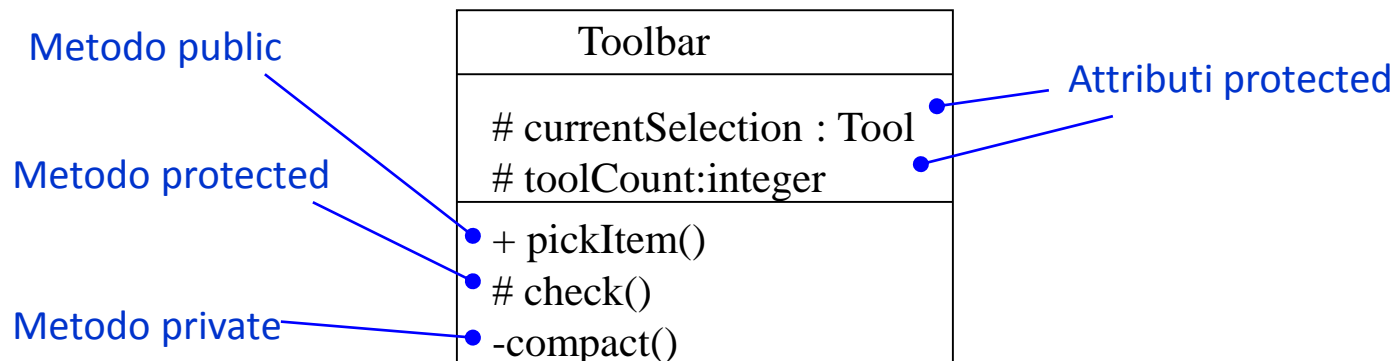 Toolbar
# currentSelection : Tool
# toolCount:integer
+ pickItem()
# check()
-compact()
Metodo public
Metodo protected
Metodo private
Attributi protected